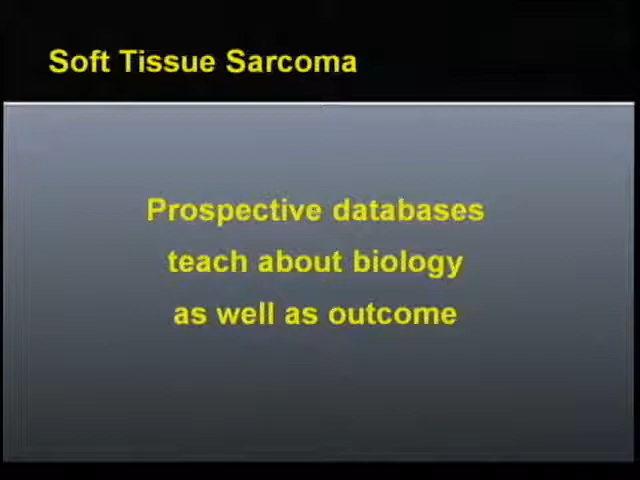 Soft Tissue Sarcoma
Prospective databases
teach about biology
as well as outcome